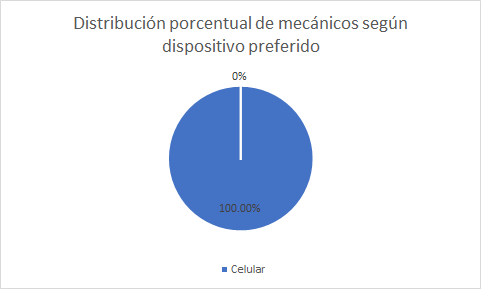 Distribución porcentual de mecánicos según
dispositivo preferido
0%
100.00%
Celular